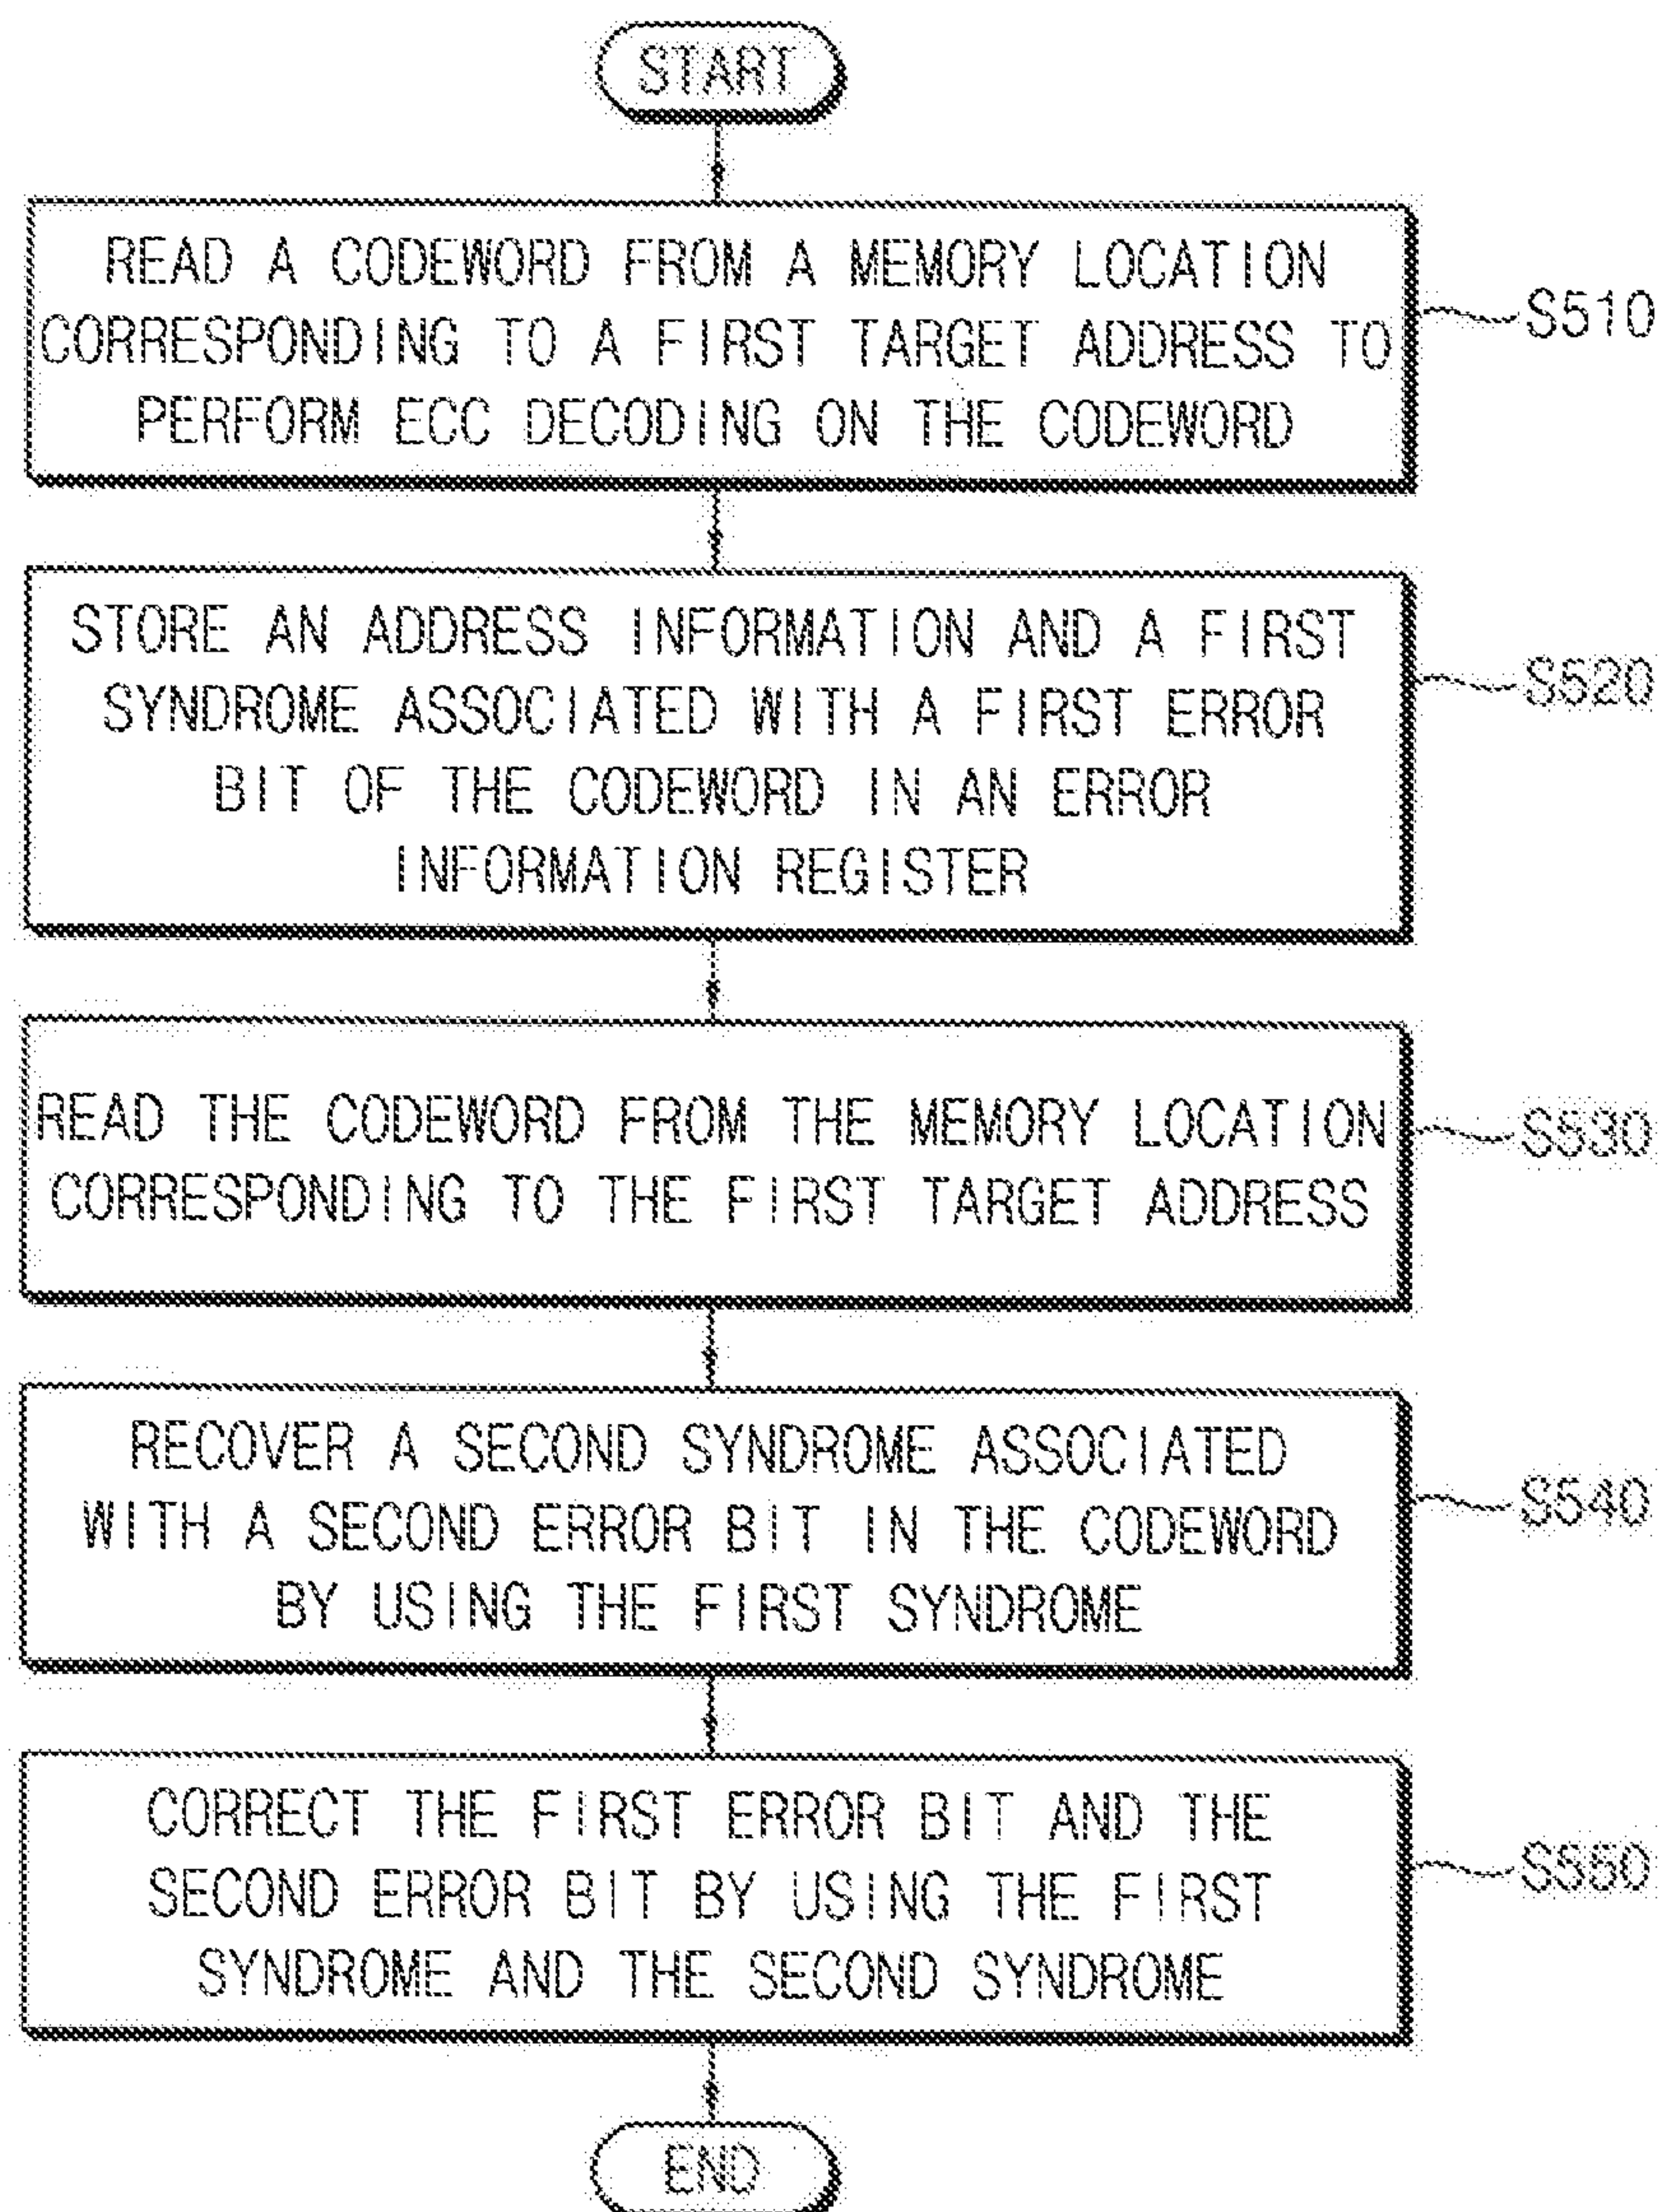 START
READ A CODEWORD FROM A MEMORY LOCATION
CORRESPONDING TO A FIRST TARGET ADDRESS TO
PERFORM ECC DECODING ON THE CODEWORD
S510
STORE AN ADDRESS INFORMATION AND A FIRST
SYNDROME ASSOCIATED WITH A FIRST ERROR
BIT OF THE CODEWORD IN AN ERROR
INFORMATION REGISTER
S520
READ THE CODEWORD FROM THE MEMORY LOCATION
CORRESPONDING TO THE FIRST TARGET ADDRESS
S530
RECOVER A SECOND SYNDROME ASSOCIATED
WITH A SECOND ERROR BIT IN THE CODEWORD
BY USING THE FIRST SYNDROME
S540
CORRECT THE FIRST ERROR BIT AND THE
SECOND ERROR BIT BY USING THE FIRST
SYNDROME AND THE SECOND SYNDROME
S550
END